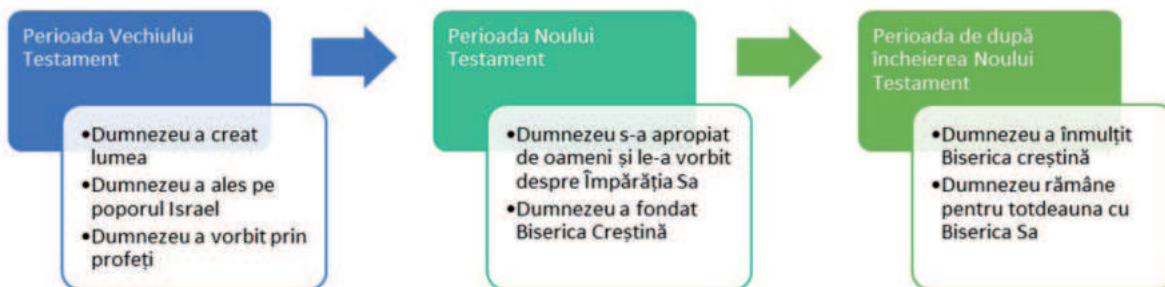 Perioada Vechiului
Testament
•Dumnezeu a creat
lumea
•Dumnezeu a ales pe
poporul Israel
•Dumnezeu a vorbit prin
profeți
Perioada Noului
Testament
•Dumnezeu s-a apropiat
de oameni și le-a vorbit
despre Împărăția Sa
•Dumnezeu a fondat
Biserica Creștină
Perioada de după
încheierea Noului
Testament
•Dumnezeu a înmulțit
Biserica creștină
•Dumnezeu rămâne
pentru totdeauna cu
Biserica Sa